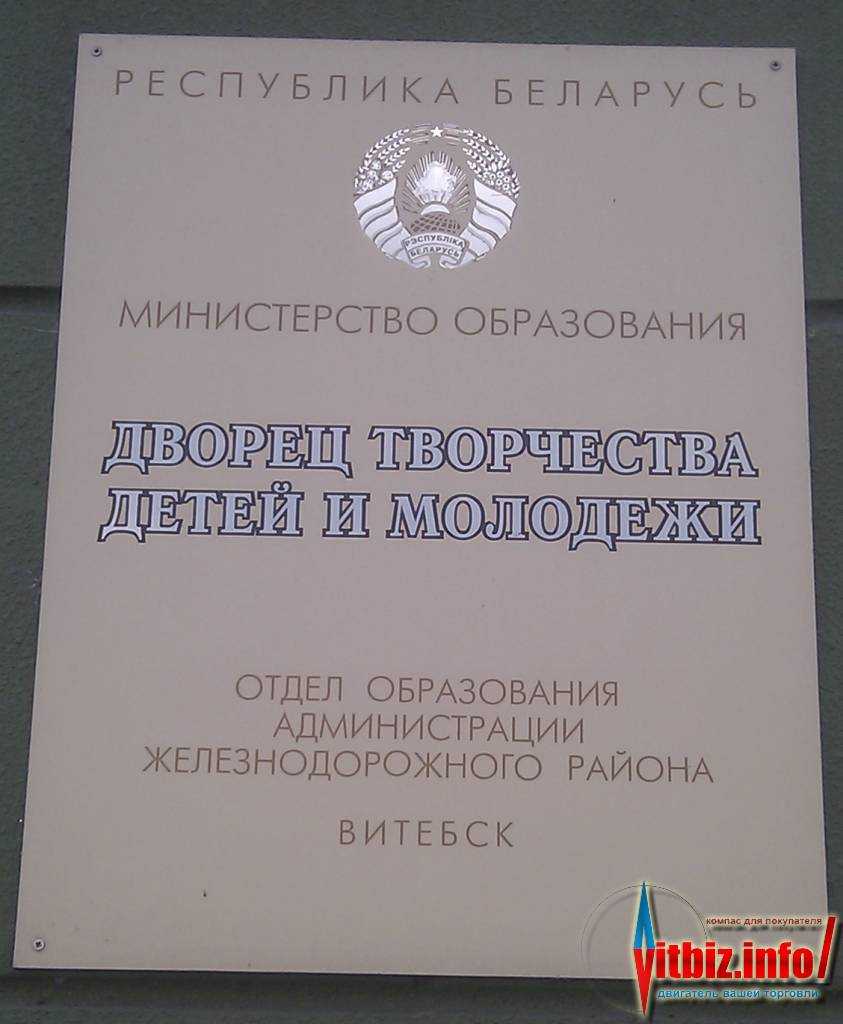 РЕСПУБЛИКА БЕЛАРУСЬ
РЭСПУБЛІКА
БЕЛАРУСЬ
МИНИСТЕРСТВО ОБРАЗОВАНИЯ
ДВОРЕЦ ТВОРЧЕСТВА
ДЕТЕЙ И МОЛОДЕЖИ
ОТДЕЛ ОБРАЗОВАНИЯ
АДМИНИСТРАЦИИ
ЖЕЛЕЗНОДОРОЖНОГО РАЙОНА
ВИТЕБСК
компас для покупателя
vitbiz.info!
двигатель вашей торговли